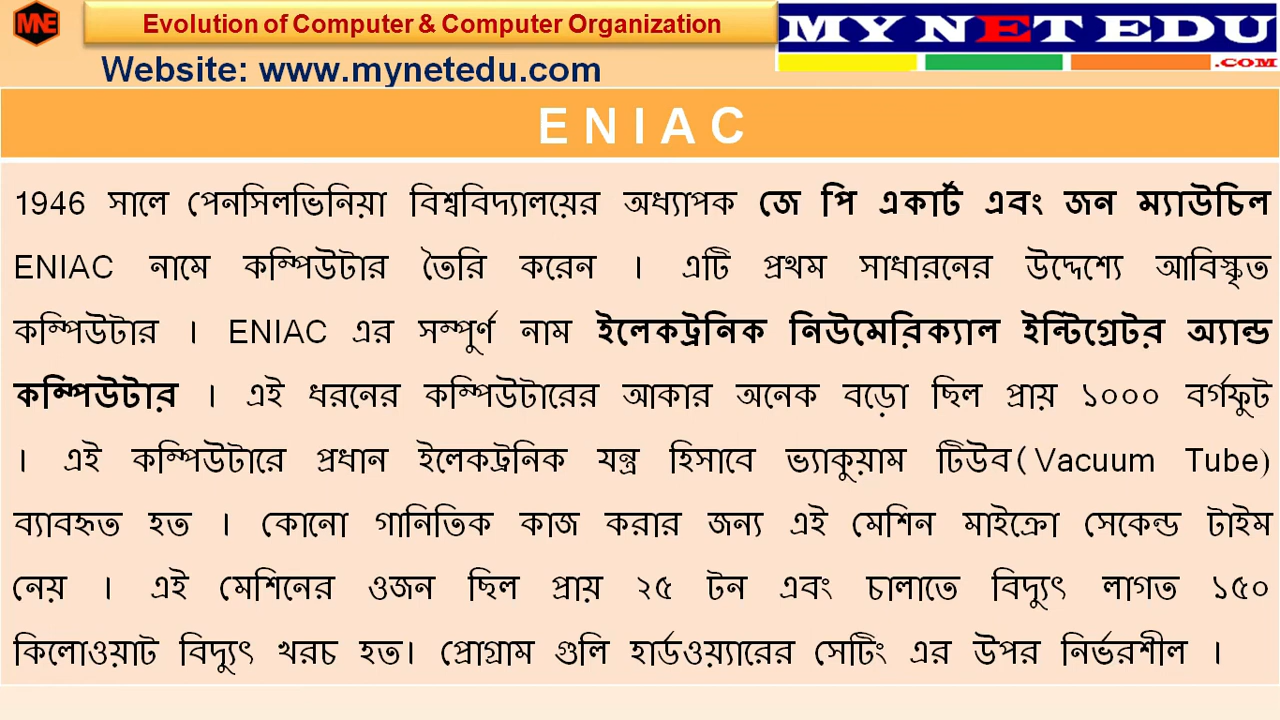 MNE
Evolution of Computer & Computer Organization
MY NET EDU
.COM
Website: www.mynetedu.com
E N I A C
1946 সালে পেনসিলভিনিয়া বিশ্ববিদ্যালয়ের অধ্যাপক জে পি একার্ট এবং জন ম্যাউচিল
ENIAC নামে কম্পিউটার তৈরি করেন । এটি প্রথম সাধারনের উদ্দেশ্যে আবিস্কৃত
কম্পিউটার । ENIAC এর সম্পুর্ণ নাম ইলেকট্রনিক নিউমেরিক্যাল ইন্টিগ্রেটর অ্যান্ড
কম্পিউটার । এই ধরনের কম্পিউটারের আকার অনেক বড়ো ছিল প্রায় ১০০০ বর্গফুট
। এই কম্পিউটারে প্রধান ইলেকট্রনিক যন্ত্র হিসাবে ভ্যাকুয়াম টিউব(Vacuum Tube)
ব্যাবহৃত হত । কোনো গানিতিক কাজ করার জন্য এই মেশিন মাইক্রো সেকেন্ড টাইম
নেয় । এই মেশিনের ওজন ছিল প্রায় ২৫ টন এবং চালাতে বিদ্যুৎ লাগত ১৫০
কিলোওয়াট বিদ্যুৎ খরচ হত। প্রোগ্রাম গুলি হার্ডওয়্যারের সেটিং এর উপর নির্ভরশীল ।